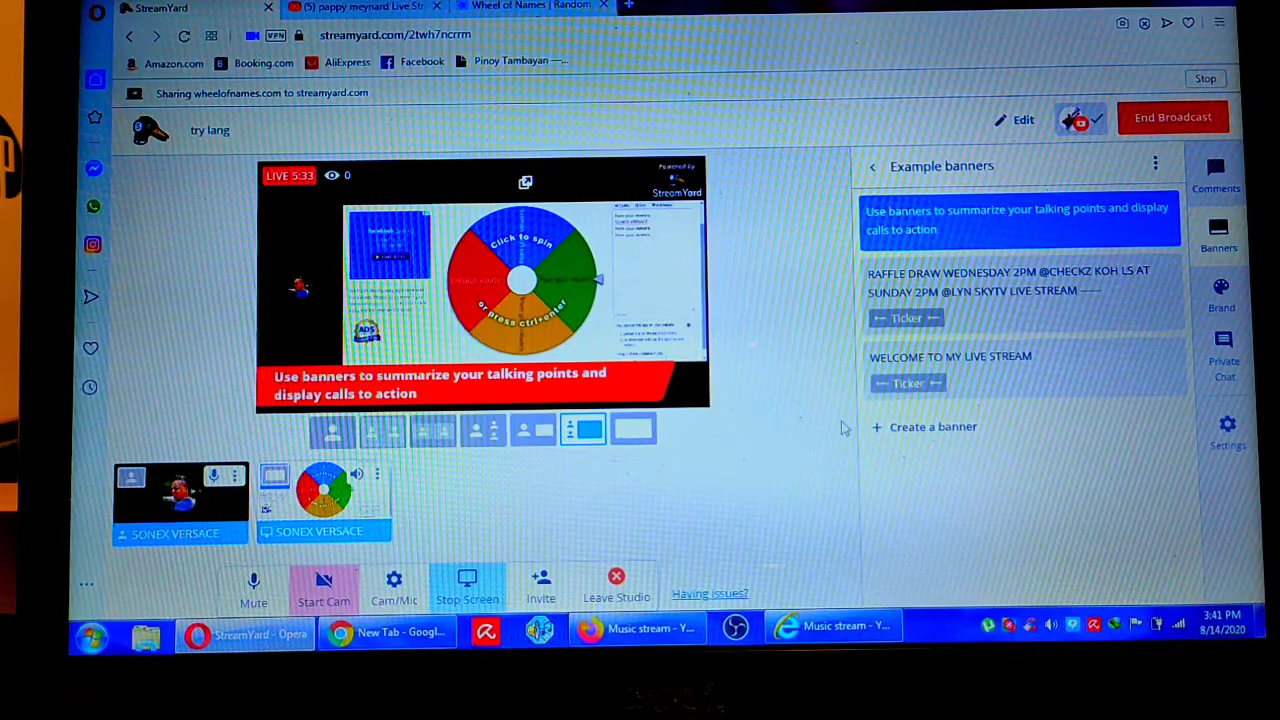 StreamYard
(5) pappy meynard Live Str
Wheel of Names | Random
VPN
streamyard.com/2twh7ncrrm
Amazon.com
Booking.com
AliExpress
Facebook
Pinoy Tambayan —...
Sharing wheelofnames.com to streamyard.com
Stop
try lang
Edit
End Broadcast
LIVE 5:33
0
Powered by
StreamYard
Click to spin
or press ctrl+enter
ADS
Use banners to summarize your talking points and
display calls to action
Example banners
Use banners to summarize your talking points and display
calls to action
RAFFLE DRAW WEDNESDAY 2PM @CHECKZ KOH LS AT
SUNDAY 2PM @LYN SKYTV LIVE STREAM -----
Ticker
WELCOME TO MY LIVE STREAM
Ticker
+ Create a banner
Comments
Banners
Brand
Private
Chat
Settings
SONEX VERSACE
SONEX VERSACE
Mute
Start Cam
Cam/Mic
Stop Screen
Invite
Leave Studio
Having issues?
StreamYard - Opera
New Tab - Googl...
Music stream - Y...
Music stream - Y...
3:41 PM
8/14/2020